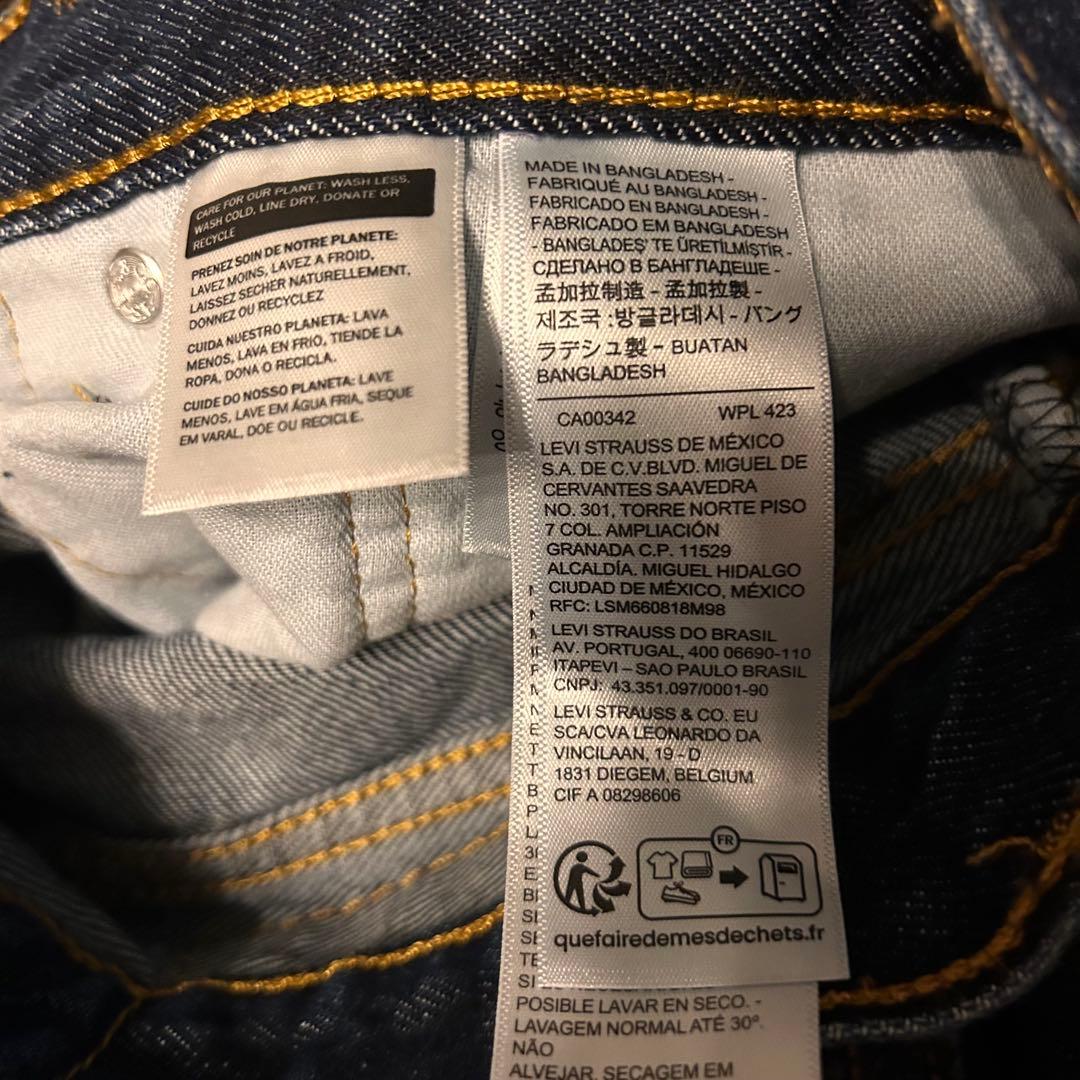 CARE FOR OUR PLANET: WASH LESS,
WASH COLD, LINE DRY, DONATE OR
RECYCLE
PRENEZ SOIN DE NOTRE PLANETE:
LAVEZ MOINS, LAVEZ A FROID,
LAISSEZ SECHER NATURELLEMENT,
DONNEZ OU RECYCLEZ
CUIDA NUESTRO PLANETA: LAVA
MENOS, LAVA EN FRIO, TIENDE LA
ROPA, DONA O RECICLA.
CUIDE DO NOSSO PLANETA: LAVE
MENOS, LAVE EM ÁGUA FRIA, SEQUE
EM VARAL, DOE OU RECICLE.
MADE IN BANGLADESH -
FABRIQUÉ AU BANGLADESH -
FABRICADO EN BANGLADESH -
FABRICADO EM BANGLADESH
- BANGLADEŞ' TE ÜRETİLMİŞTİR -
СДЕЛАНО В БАНГЛАДЕШЕ -
孟加拉制造 - 孟加拉製 -
제조국 :방글라데시 - バング
ラデシュ製 - BUATAN
BANGLADESH
CA00342 WPL 423
LEVI STRAUSS DE MÉXICO
S.A. DE C.V.BLVD. MIGUEL DE
CERVANTES SAAVEDRA
NO. 301, TORRE NORTE PISO
7 COL. AMPLIACIÓN
GRANADA C.P. 11529
ALCALDÍA. MIGUEL HIDALGO
CIUDAD DE MÉXICO, MÉXICO
RFC: LSM660818M98
LEVI STRAUSS DO BRASIL
AV. PORTUGAL, 400 06690-110
ITAPEVI – SAO PAULO BRASIL
CNPJ: 43.351.097/0001-90
LEVI STRAUSS & CO. EU
SCA/CVA LEONARDO DA
VINCILAAN, 19 - D
1831 DIEGEM, BELGIUM
CIF A 08298606
FR
quefairedemesdechets.fr
POSIBLE LAVAR EN SECO. -
LAVAGEM NORMAL ATÉ 30º.
NÃO
ALVEJAR. SECAGEM EM